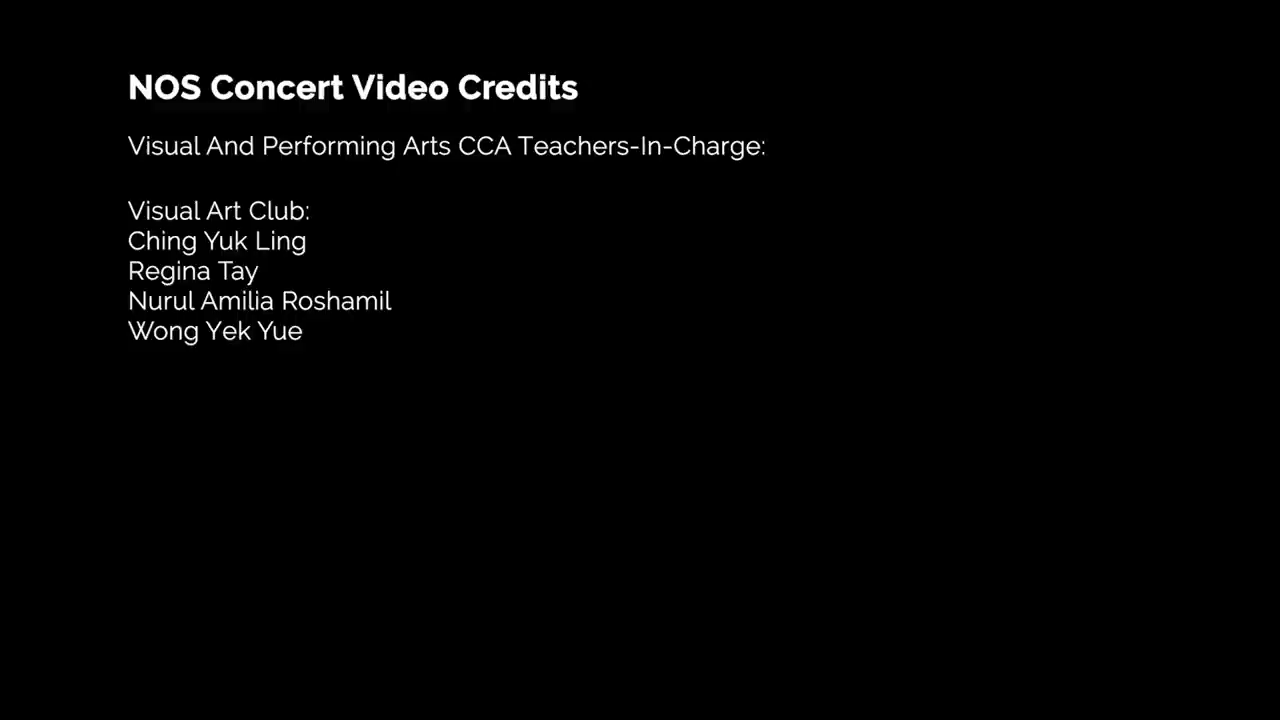 NOS Concert Video Credits
Visual And Performing Arts CCA Teachers-In-Charge:
Visual Art Club:
Ching Yuk Ling
Regina Tay
Nurul Amilia Roshamil
Wong Yek Yue